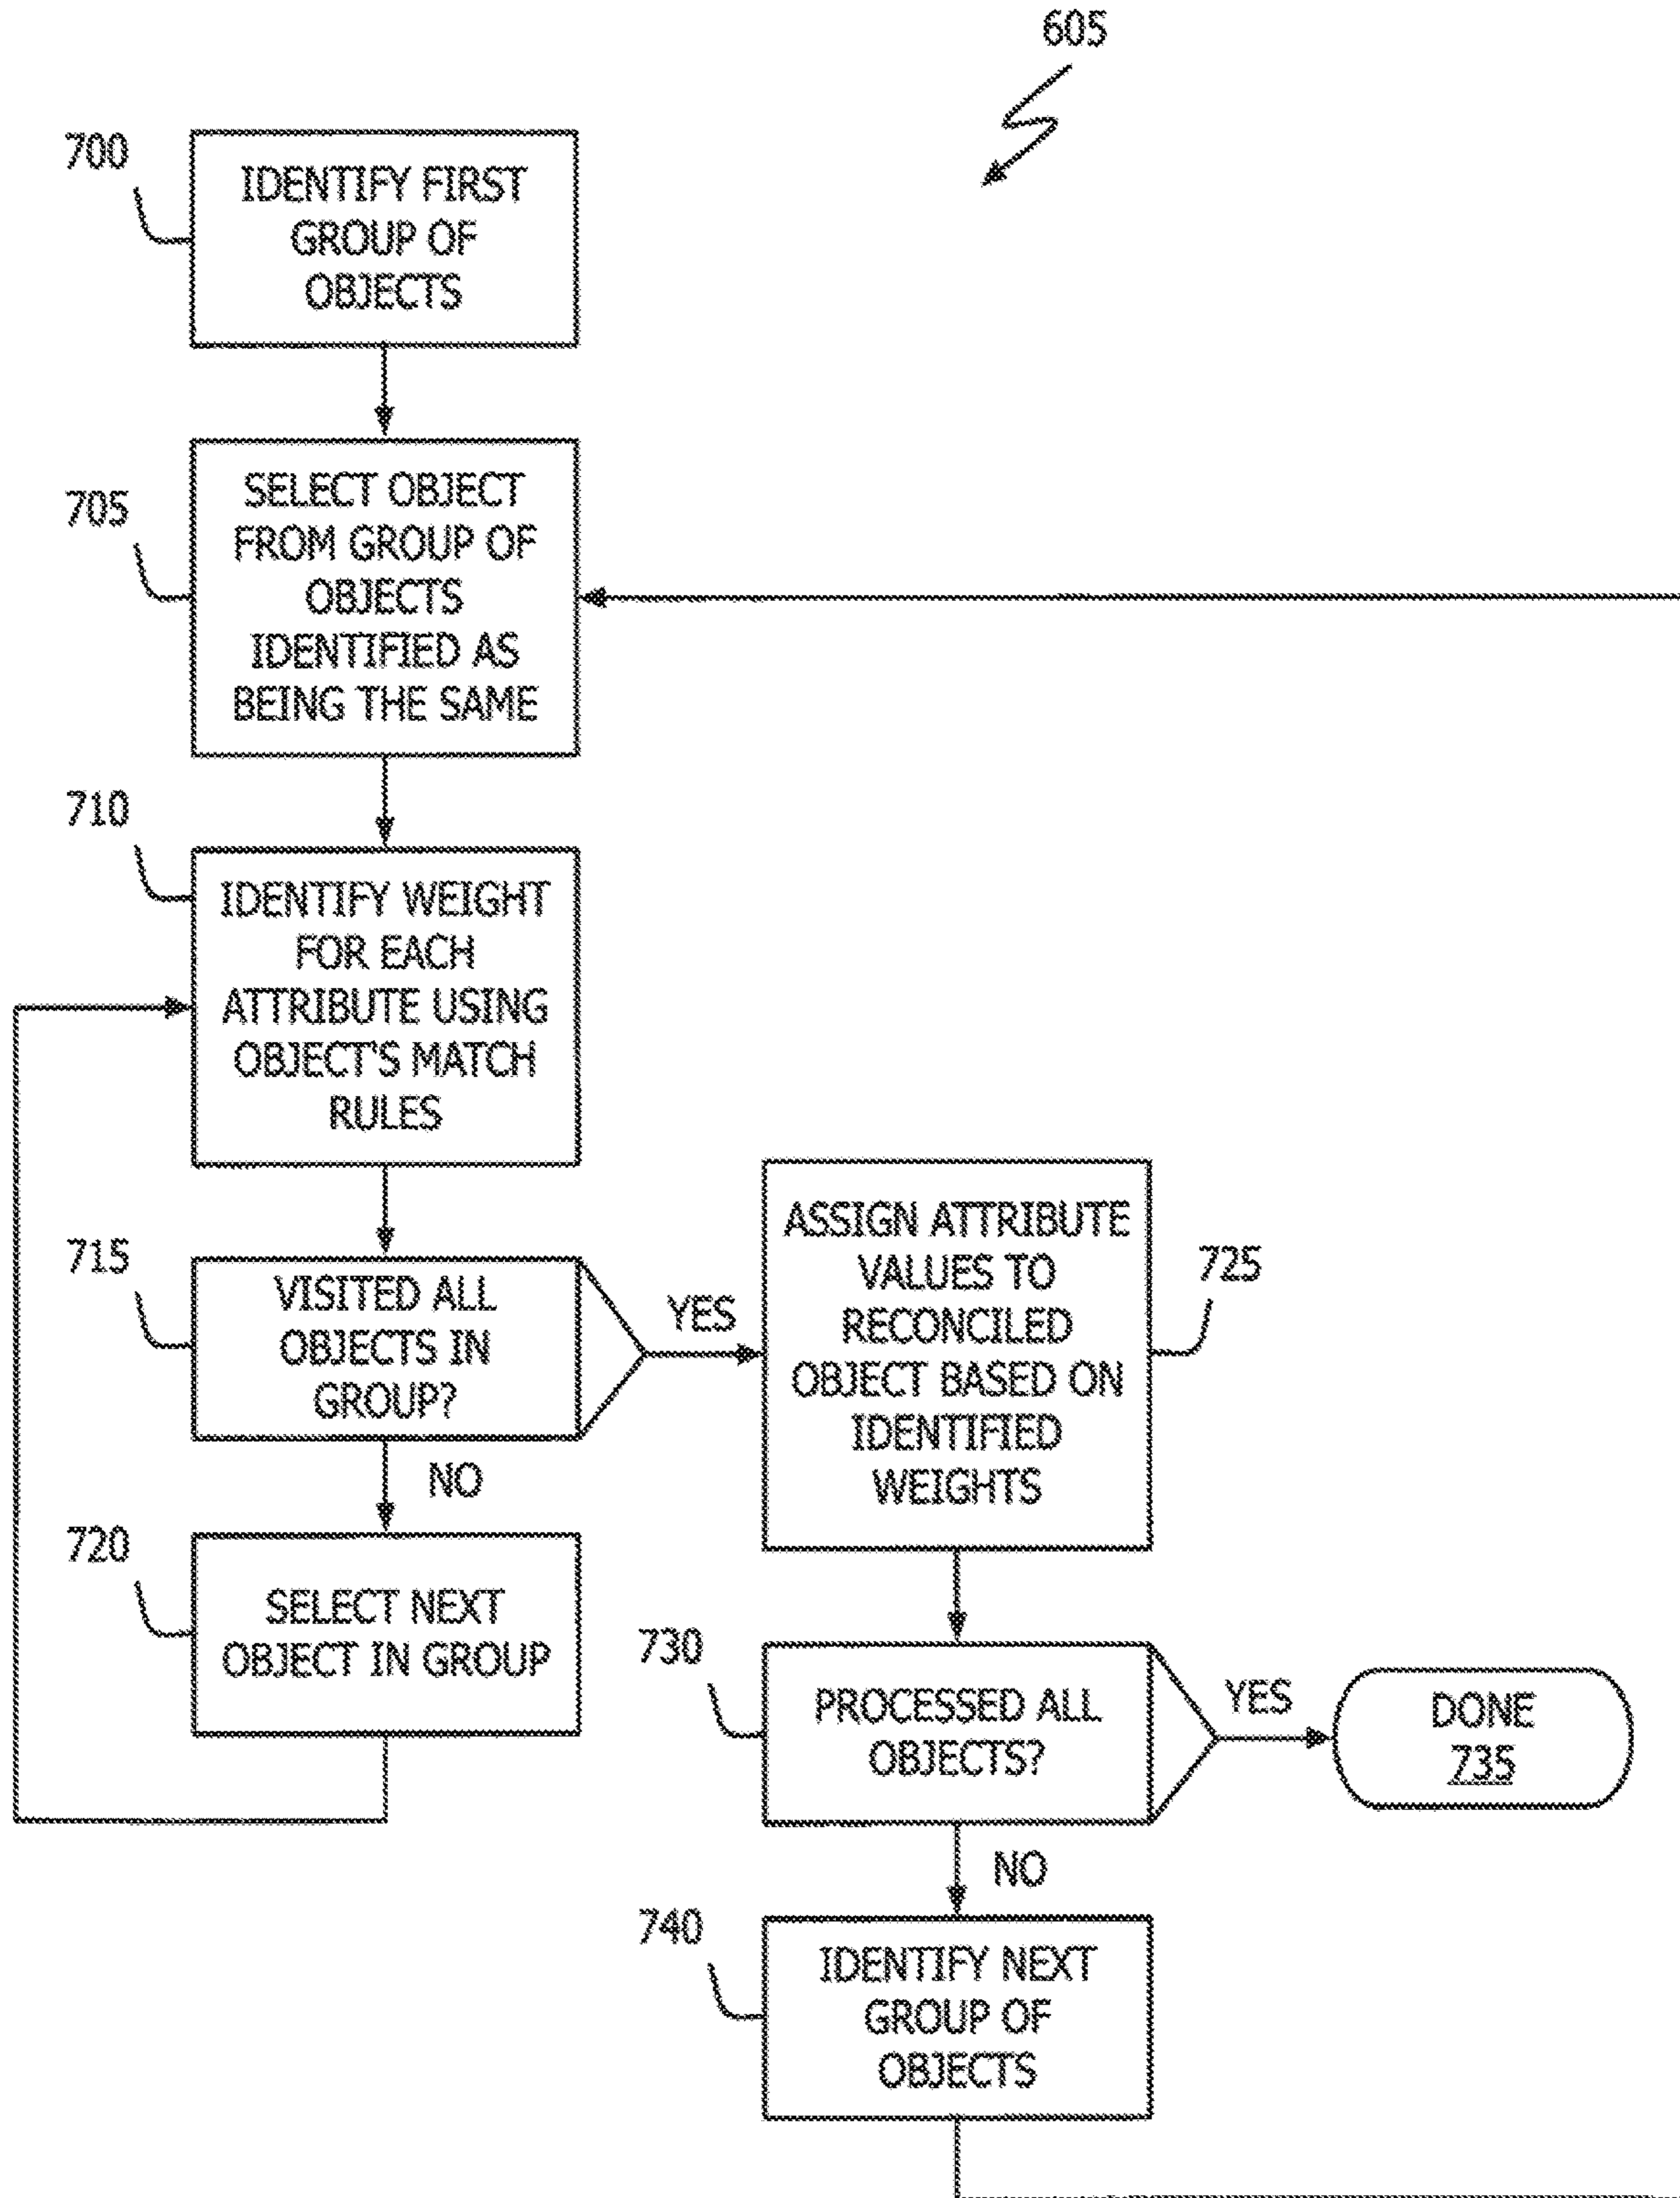 605
700
IDENTIFY FIRST
GROUP OF
OBJECTS
705
SELECT OBJECT
FROM GROUP OF
OBJECTS
IDENTIFIED AS
BEING THE SAME
710
IDENTIFY WEIGHT
FOR EACH
ATTRIBUTE USING
OBJECT'S MATCH
RULES
715
VISITED ALL
OBJECTS IN
GROUP?
YES
NO
720
SELECT NEXT
OBJECT IN GROUP
ASSIGN ATTRIBUTE
VALUES TO
RECONCILED
OBJECT BASED ON
IDENTIFIED
WEIGHTS
725
730
PROCESSED ALL
OBJECTS?
YES
DONE
735
NO
740
IDENTIFY NEXT
GROUP OF
OBJECTS